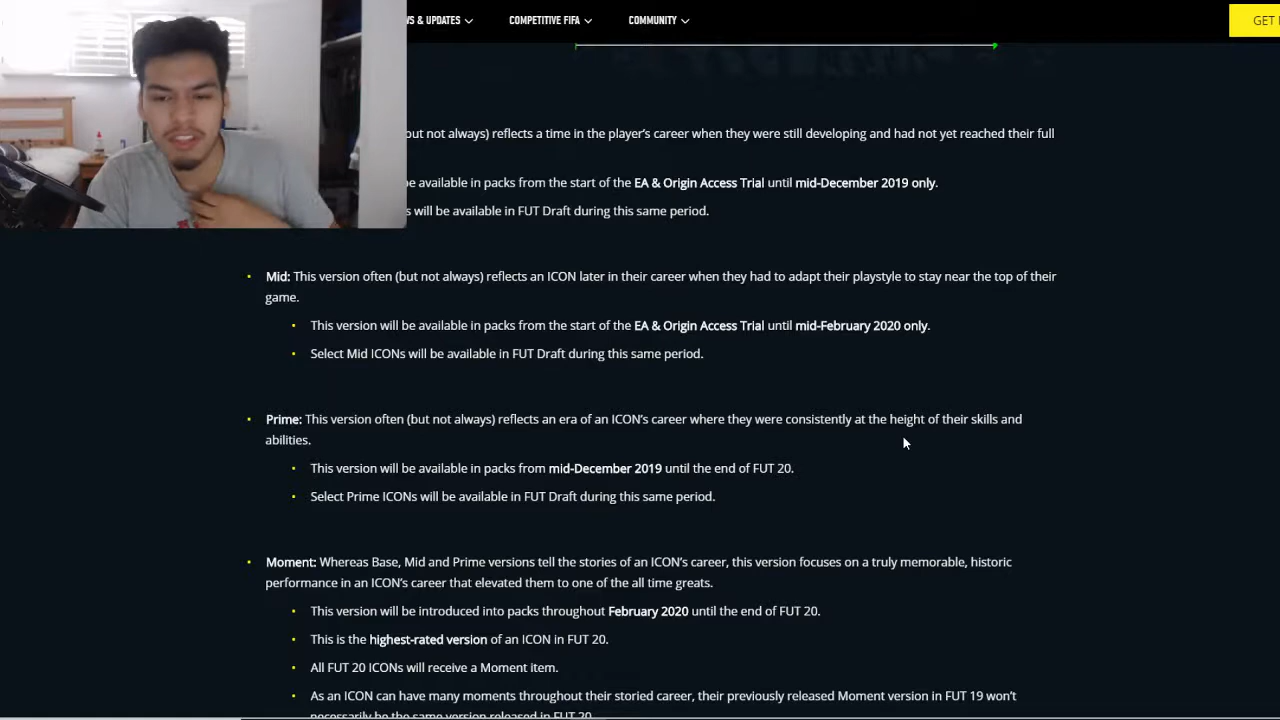 WS & UPDATES COMPETITIVE FIFA COMMUNITY GET
but not always) reflects a time in the player's career when they were still developing and had not yet reached their full
be available in packs from the start of the EA & Origin Access Trial until mid-December 2019 only.
s will be available in FUT Draft during this same period.
• Mid: This version often (but not always) reflects an ICON later in their career when they had to adapt their playstyle to stay near the top of their
game.
• This version will be available in packs from the start of the EA & Origin Access Trial until mid-February 2020 only.
• Select Mid ICONs will be available in FUT Draft during this same period.
• Prime: This version often (but not always) reflects an era of an ICON's career where they were consistently at the height of their skills and
abilities.
• This version will be available in packs from mid-December 2019 until the end of FUT 20.
• Select Prime ICONs will be available in FUT Draft during this same period.
• Moment: Whereas Base, Mid and Prime versions tell the stories of an ICON's career, this version focuses on a truly memorable, historic
performance in an ICON's career that elevated them to one of the all time greats.
• This version will be introduced into packs throughout February 2020 until the end of FUT 20.
• This is the highest-rated version of an ICON in FUT 20.
• All FUT 20 ICONs will receive a Moment item.
• As an ICON can have many moments throughout their storied career, their previously released Moment version in FUT 19 won't
necessarily be the same version released in FUT 20.